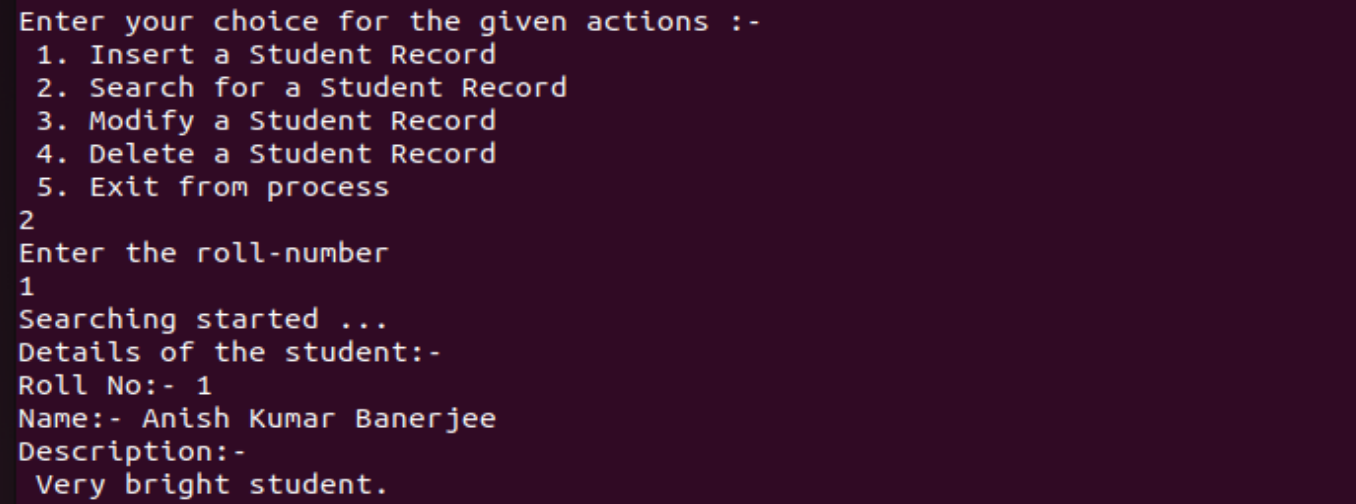 Enter your choice for the given actions :-
1. Insert a Student Record
2. Search for a Student Record
3. Modify a Student Record
4. Delete a Student Record
5. Exit from process
2
Enter the roll-number
1
Searching started ...
Details of the student:-
Roll No:- 1
Name:- Anish Kumar Banerjee
Description:-
Very bright student.